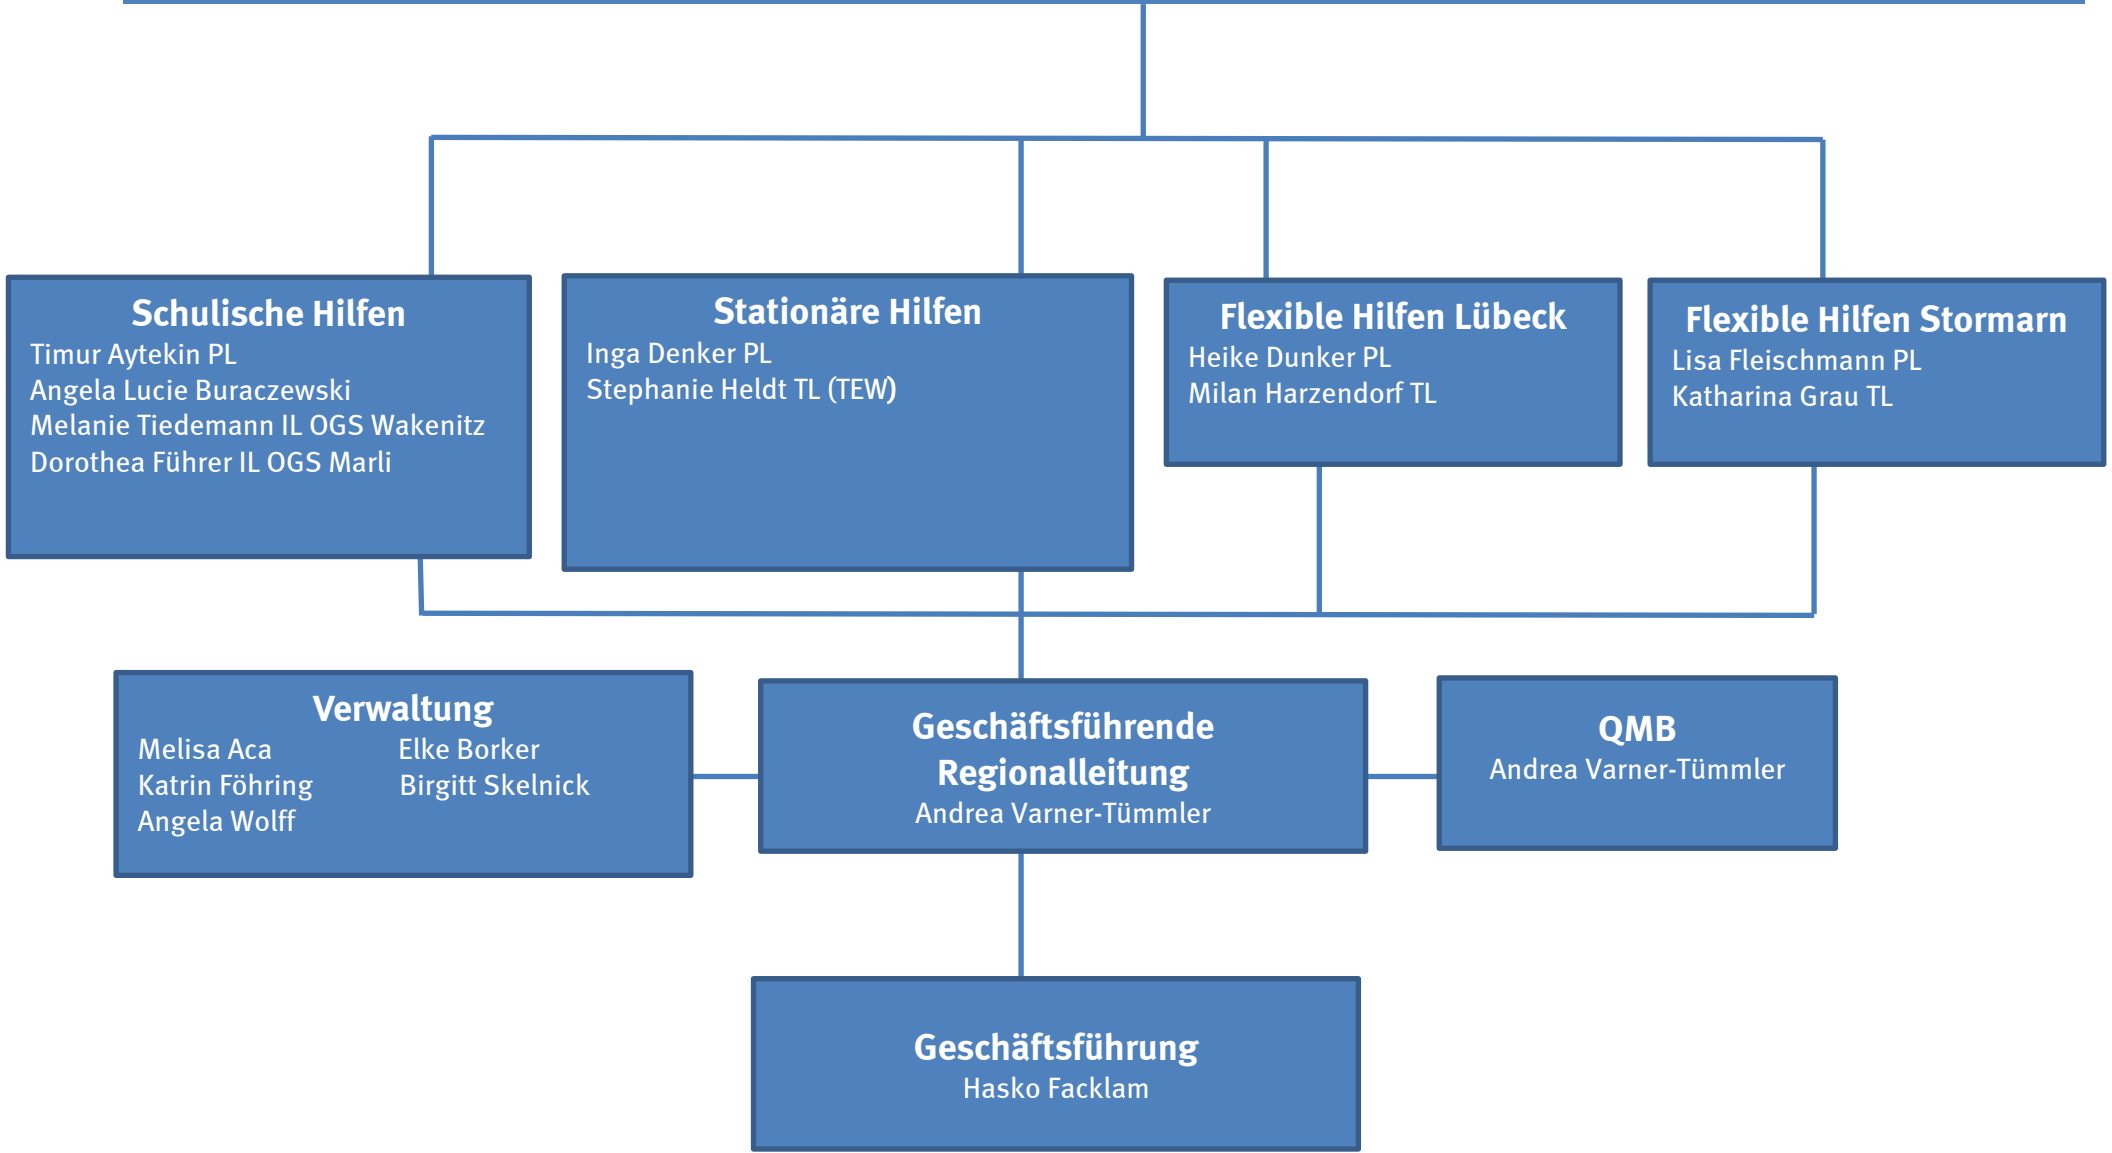 Schulische Hilfen
Timur Aytekin PL
Angela Lucie Buraczewski
Melanie Tiedemann IL OGS Wakenitz
Dorothea Führer IL OGS Marli
Stationäre Hilfen
Inga Denker PL
Stephanie Heldt TL (TEW)
Flexible Hilfen Lübeck
Heike Dunker PL
Milan Harzendorf TL
Flexible Hilfen Stormarn
Lisa Fleischmann PL
Katharina Grau TL
Verwaltung
Melisa Aca Elke Borker
Katrin Föhring Birgitt Skelnick
Angela Wolff
Geschäftsführende
Regionalleitung
Andrea Varner-Tümmler
QMB
Andrea Varner-Tümmler
Geschäftsführung
Hasko Facklam